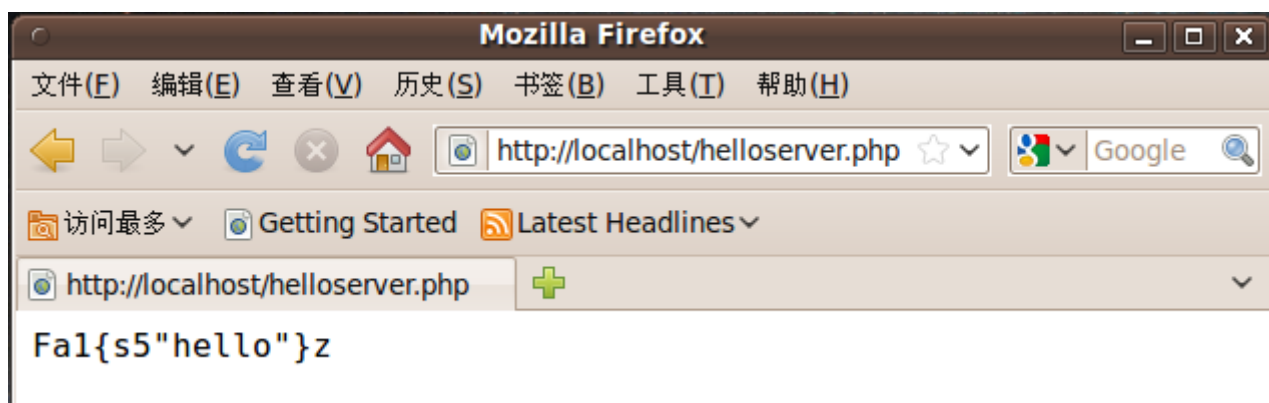 Mozilla Firefox
文件(F) 编辑(E) 查看(V) 历史(S) 书签(B) 工具(T) 帮助(H)
http://localhost/helloserver.php Google
访问最多 Getting Started Latest Headlines
http://localhost/helloserver.php
Fa1{s5"hello"}z